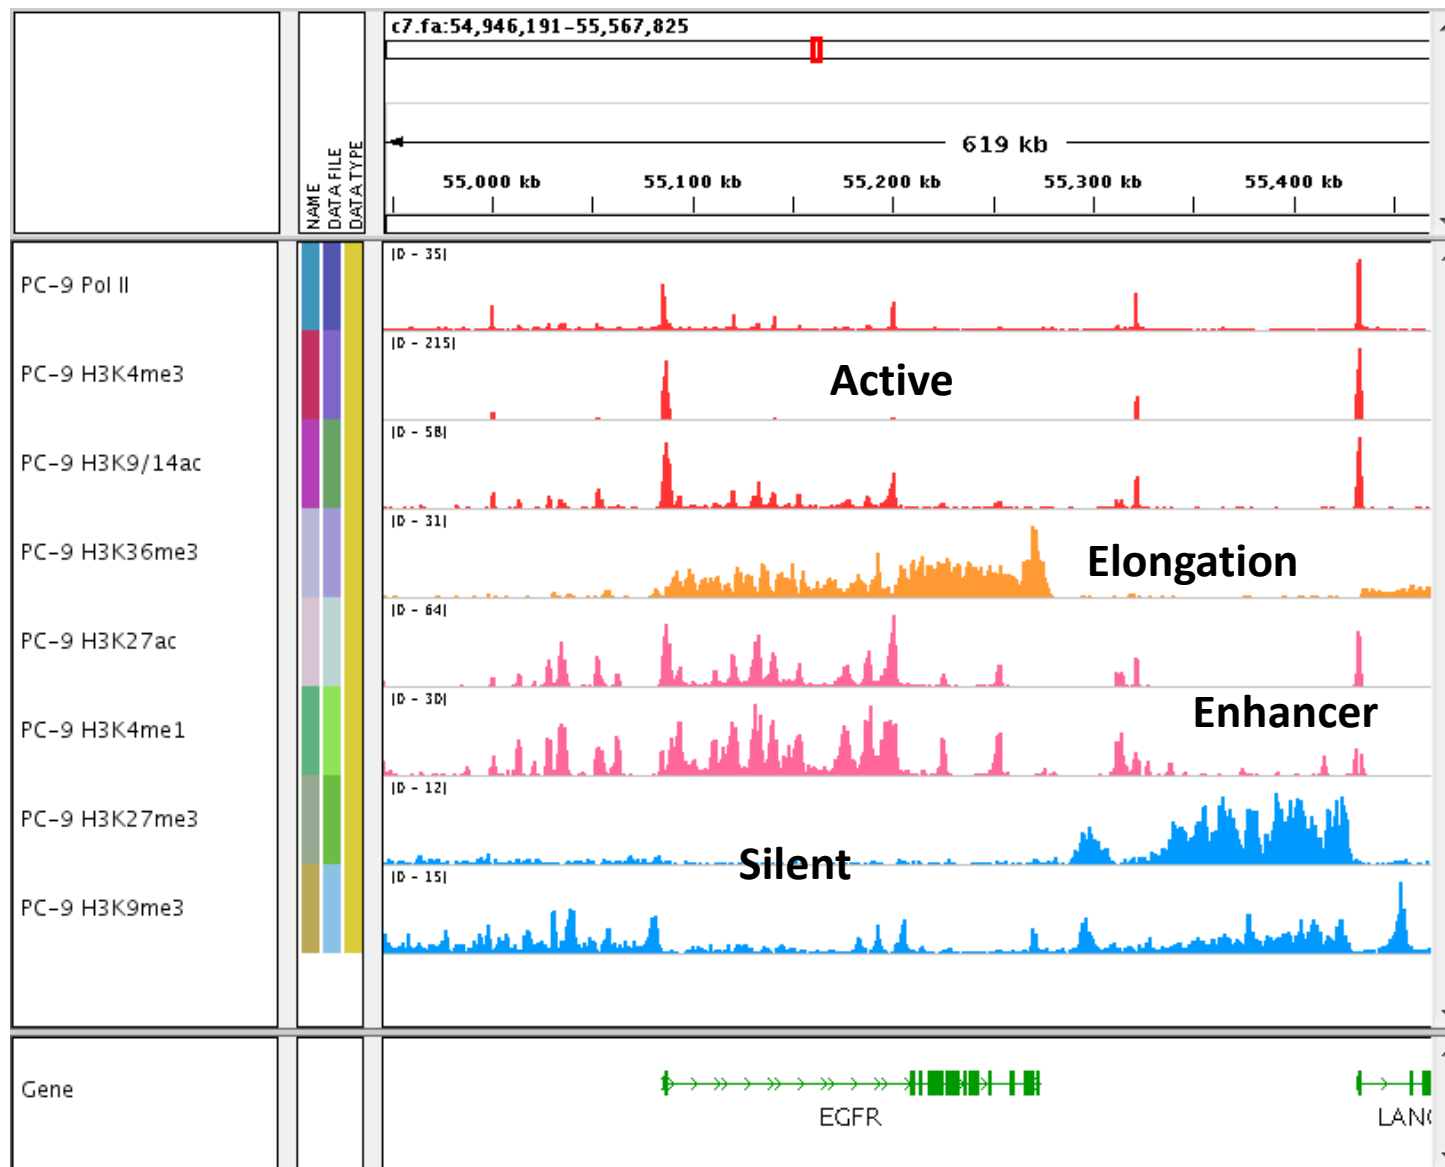 c7.fa:54,946,191-55,567,825
619 kb
55,000 kb 55,100 kb 55,200 kb 55,300 kb 55,400 kb
NAME
DATA FILE
DATA TYPE
PC-9 Pol II
[0 - 35]
PC-9 H3K4me3
[0 - 215]
Active
PC-9 H3K9/14ac
[0 - 58]
PC-9 H3K36me3
[0 - 31]
Elongation
PC-9 H3K27ac
[0 - 64]
PC-9 H3K4me1
[0 - 30]
Enhancer
PC-9 H3K27me3
[0 - 12]
Silent
PC-9 H3K9me3
[0 - 15]
Gene
EGFR
LANC